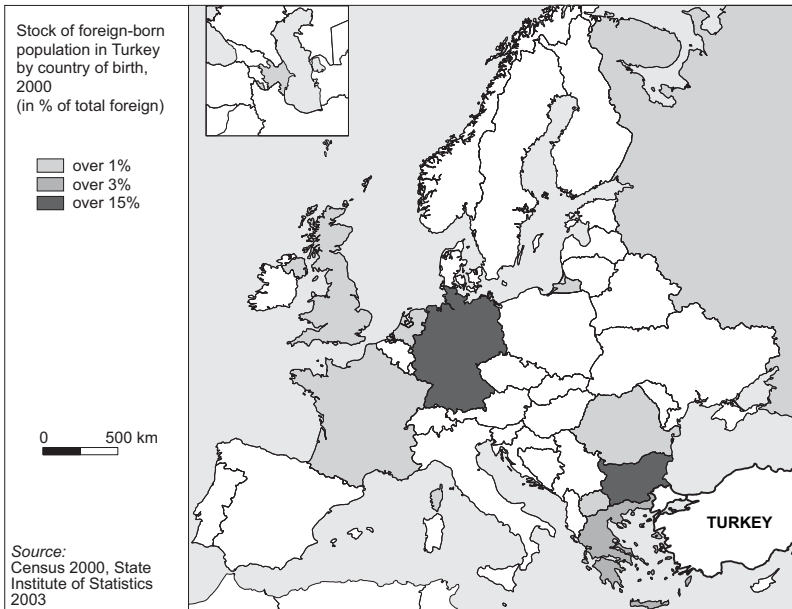 Stock of foreign-born
population in Turkey
by country of birth,
2000
(in % of total foreign)
over 1%
over 3%
over 15%
0 500 km
TURKEY
Source:
Census 2000, State
Institute of Statistics
2003